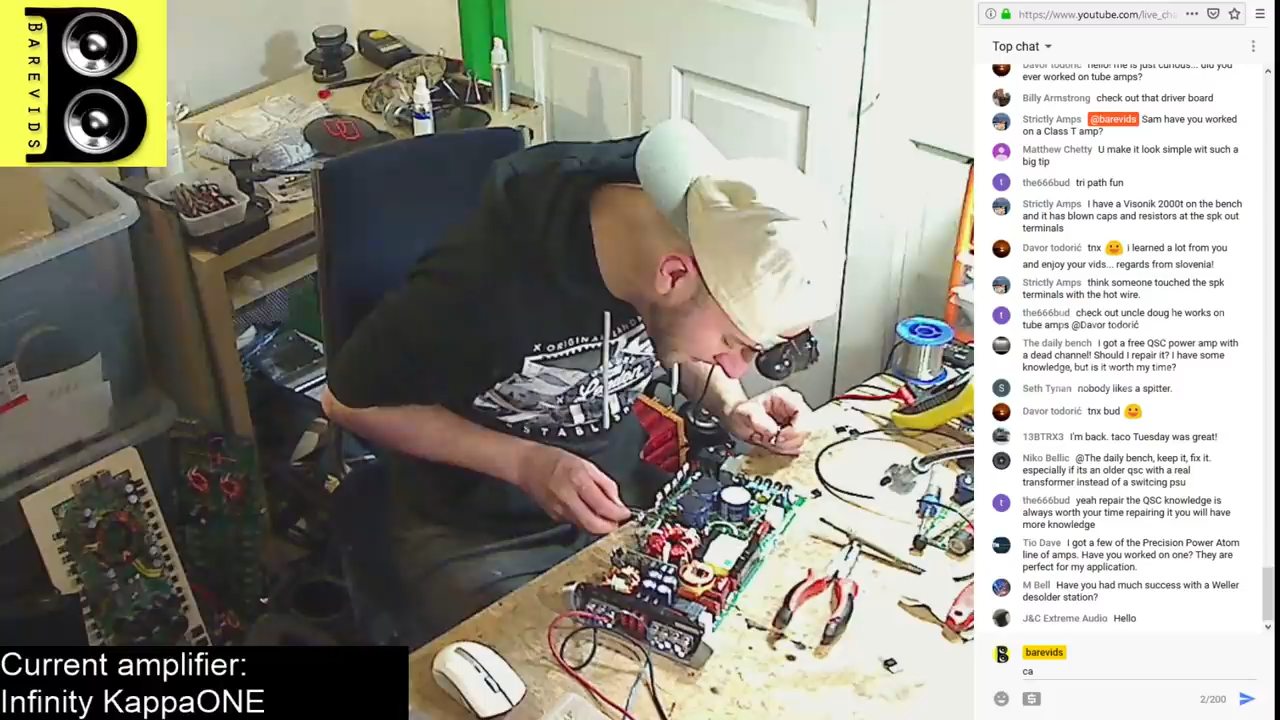 BAREVIDS
X ORIGINAL LAND
London
ESTABL
Current amplifier:
Infinity KappaONE
https://www.youtube.com/live_cha
Top chat
Davor todorić hello! me is just curious... did you
ever worked on tube amps?
Billy Armstrong check out that driver board
Strictly Amps @barevids Sam have you worked
on a Class T amp?
Matthew Chetty U make it look simple wit such a
big tip
the666bud tri path fun
Strictly Amps I have a Visonik 2000t on the bench
and it has blown caps and resistors at the spk out
terminals
Davor todorić tnx i learned a lot from you
and enjoy your vids... regards from slovenia!
Strictly Amps think someone touched the spk
terminals with the hot wire.
the666bud check out uncle doug he works on
tube amps @Davor todorić
The daily bench I got a free QSC power amp with
a dead channel! Should I repair it? I have some
knowledge, but is it worth my time?
Seth Tynan nobody likes a spitter.
Davor todorić tnx bud
13BTRX3 I'm back. taco Tuesday was great!
Niko Bellic @The daily bench, keep it, fix it.
especially if its an older qsc with a real
transformer instead of a switcing psu
the666bud yeah repair the QSC knowledge is
always worth your time repairing it you will have
more knowledge
Tio Dave I got a few of the Precision Power Atom
line of amps. Have you worked on one? They are
perfect for my application.
M Bell Have you had much success with a Weller
desolder station?
J&C Extreme Audio Hello
barevids
ca
2/200